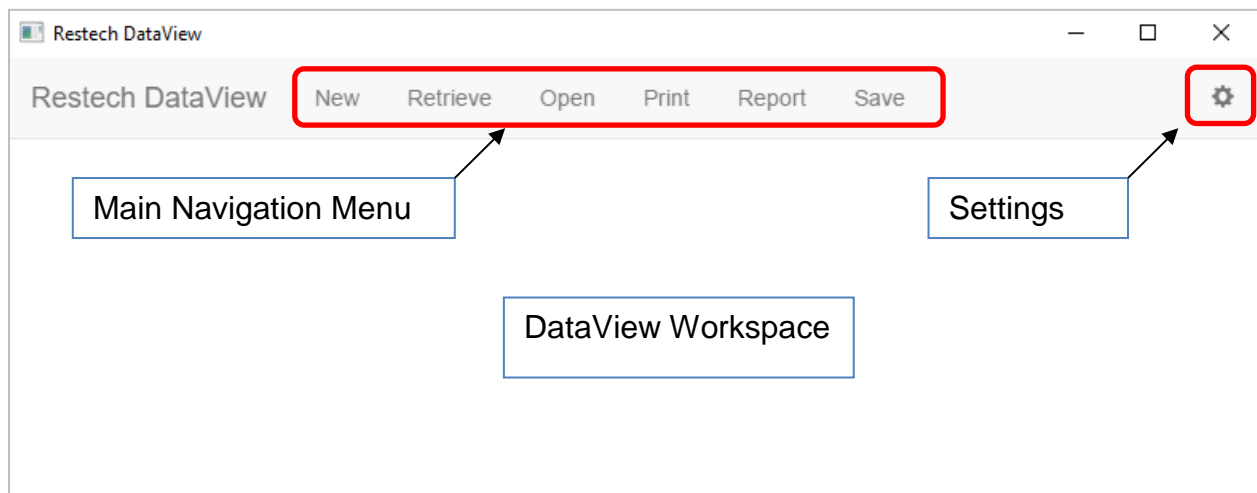 Restech DataView
Restech DataView New Retrieve Open Print Report Save
Main Navigation Menu Settings
DataView Workspace